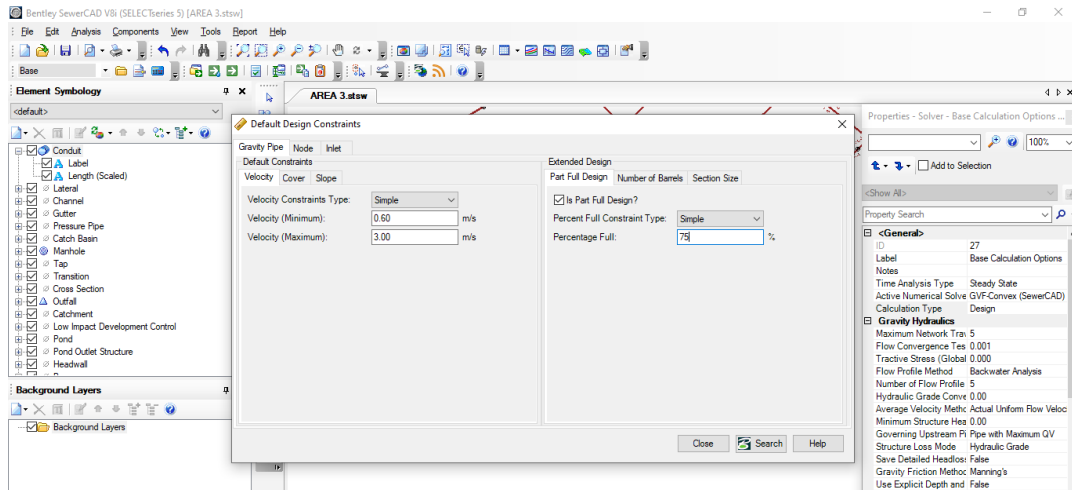 Bentley SewerCAD V8i (SELECTseries 5) [AREA 3.stsw]
File Edit Analysis Components View Tools Report Help
Base
Element Symbology
<default>
Conduit
Label
Length (Scaled)
Lateral
Channel
Gutter
Pressure Pipe
Catch Basin
Manhole
Tap
Transition
Cross Section
Outfall
Catchment
Low Impact Development Control
Pond
Pond Outlet Structure
Headwall
Background Layers
Background Layers
AREA 3.stsw
Default Design Constraints
Gravity Pipe Node Inlet
Default Constraints
Velocity Cover Slope
Velocity Constraints Type: Simple
Velocity (Minimum): 0.60 m/s
Velocity (Maximum): 3.00 m/s
Extended Design
Part Full Design Number of Barrels Section Size
Is Part Full Design?
Percent Full Constraint Type: Simple
Percentage Full: 75 %
Close Search Help
Properties - Solver - Base Calculation Options ...
100%
Add to Selection
<Show All>
Property Search
<General>
ID 27
Label Base Calculation Options
Notes
Time Analysis Type Steady State
Active Numerical Solve GVF-Convex (SewerCAD)
Calculation Type Design
Gravity Hydraulics
Maximum Network Trav 5
Flow Convergence Tes 0.001
Tractive Stress (Global 0.000
Flow Profile Method Backwater Analysis
Number of Flow Profile 5
Hydraulic Grade Conve 0.00
Average Velocity Methc Actual Uniform Flow Veloc
Minimum Structure Hea 0.00
Governing Upstream Pi Pipe with Maximum QV
Structure Loss Mode Hydraulic Grade
Save Detailed Headlos: False
Gravity Friction Methoc Manning's
Use Explicit Depth and False